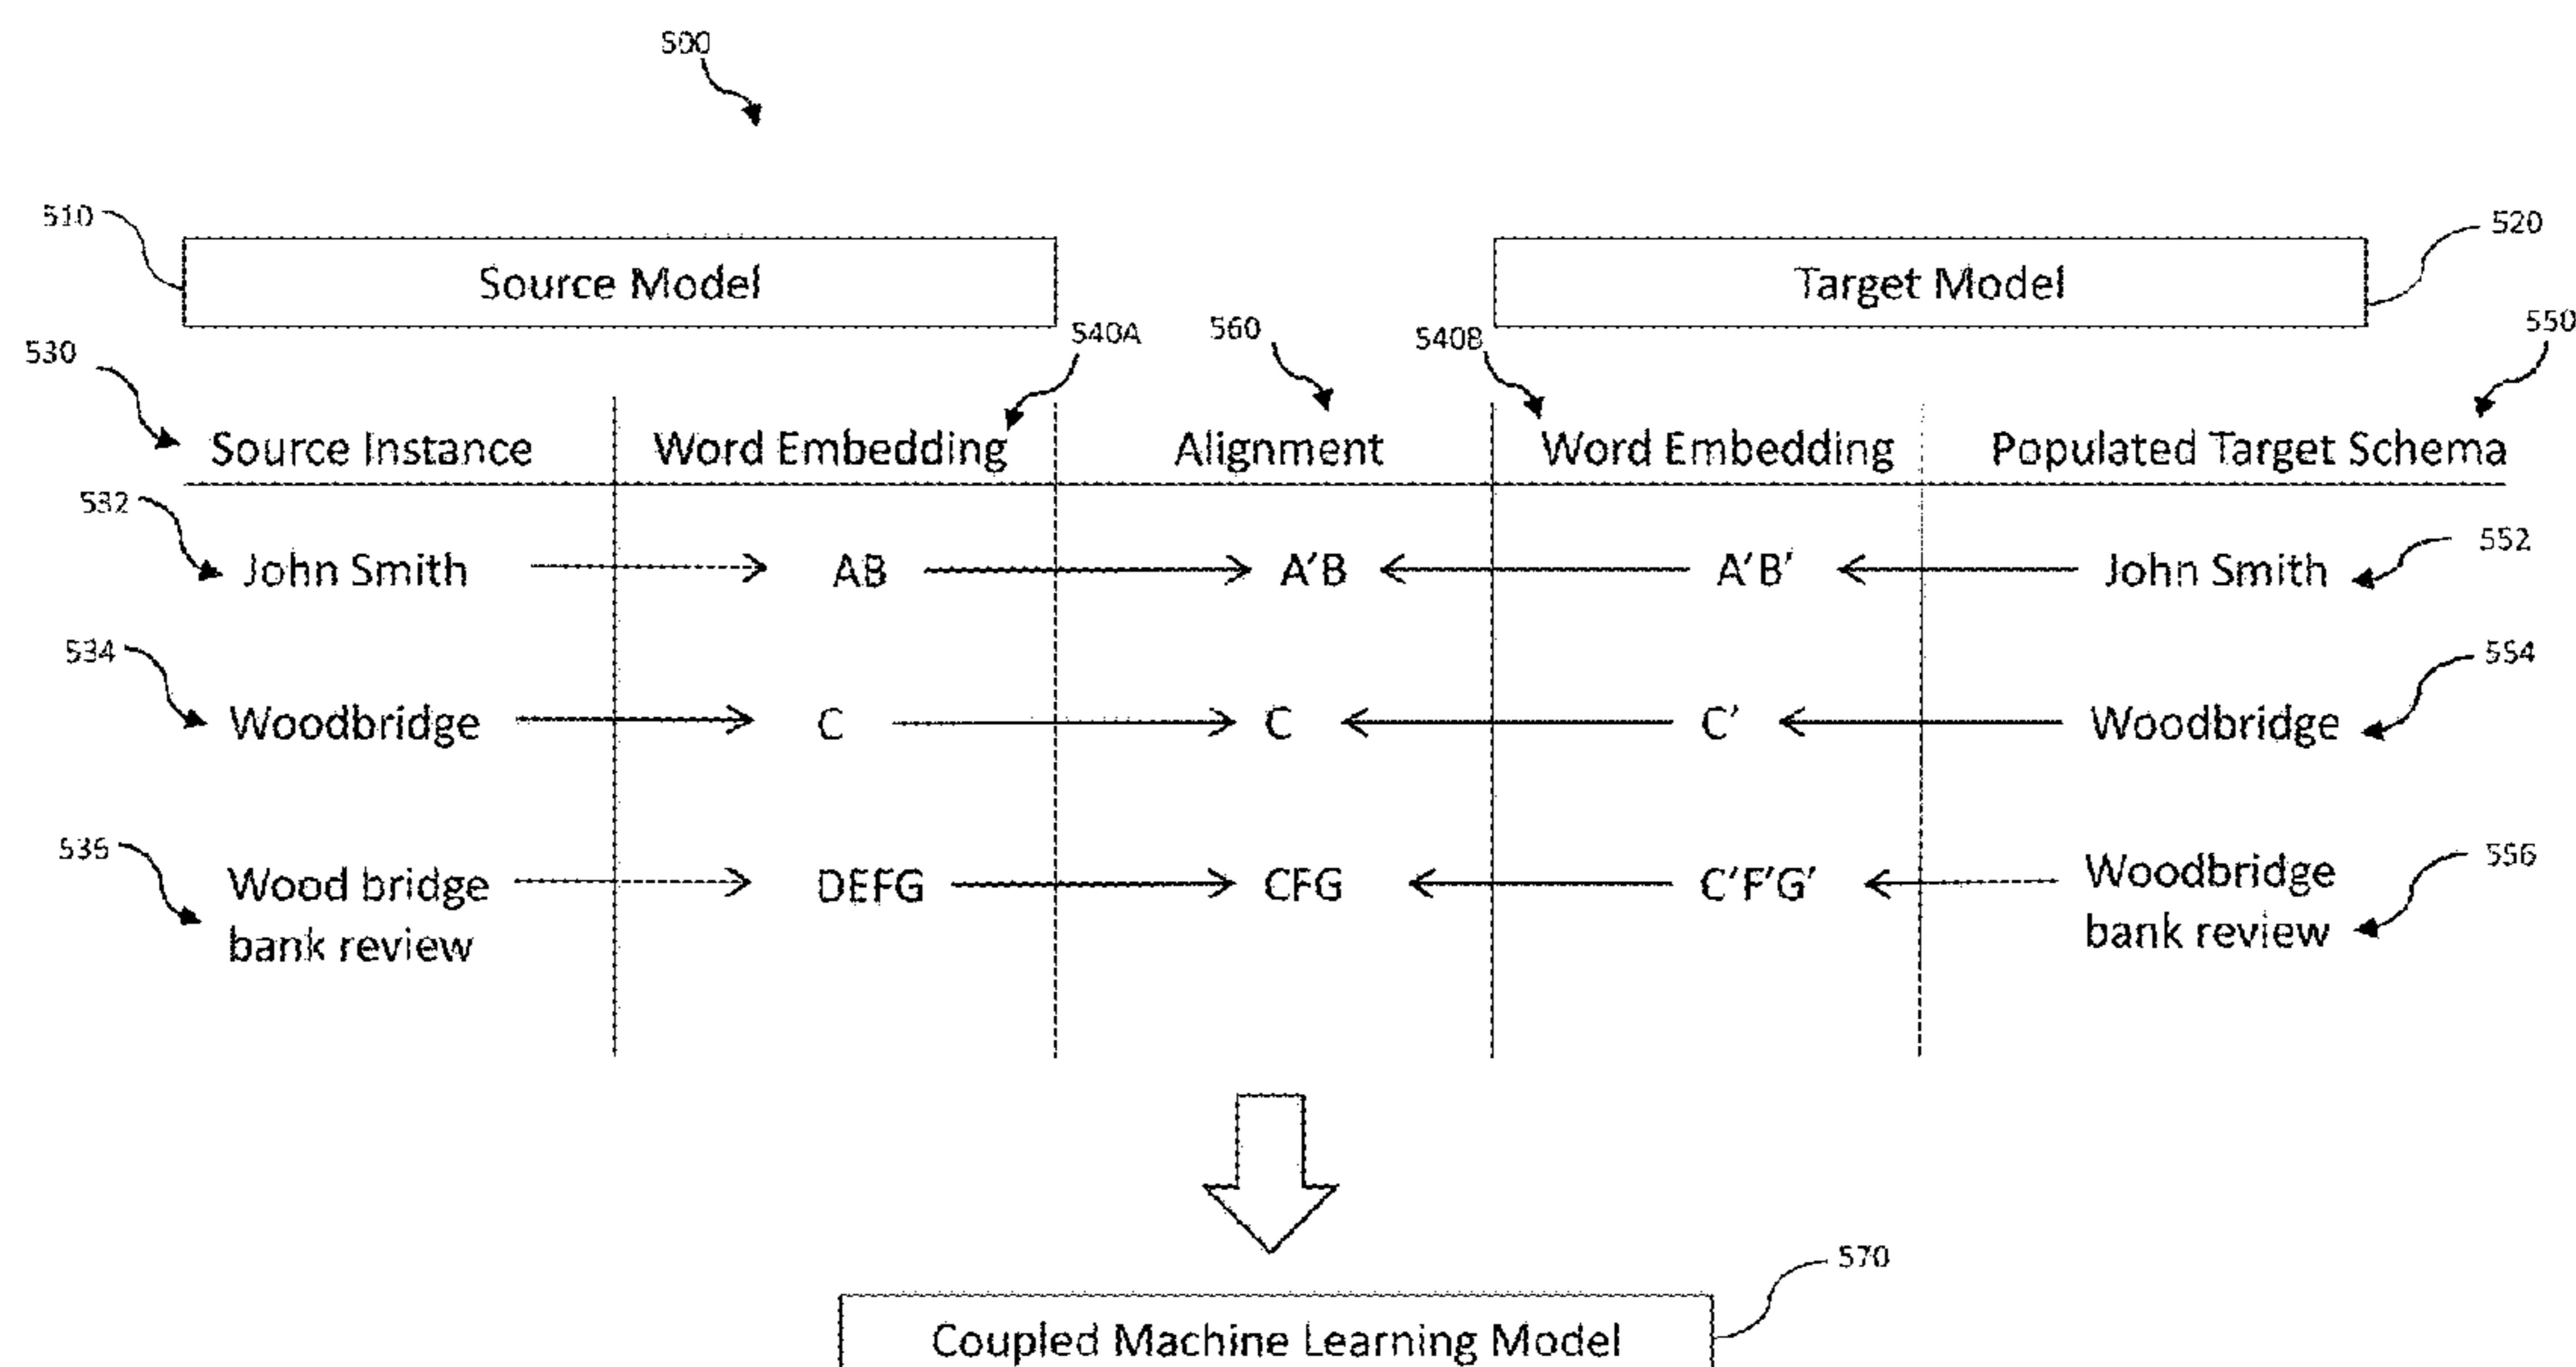 500
510
Source Model
Target Model
520
530
540A
560
540B
550
Source Instance
Word Embedding
Alignment
Word Embedding
Populated Target Schema
532
John Smith
AB
A'B
A'B'
John Smith
552
534
Woodbridge
C
C
C'
Woodbridge
554
536
Wood bridge
bank review
DEFG
CFG
C'F'G'
Woodbridge
bank review
556
570
Coupled Machine Learning Model